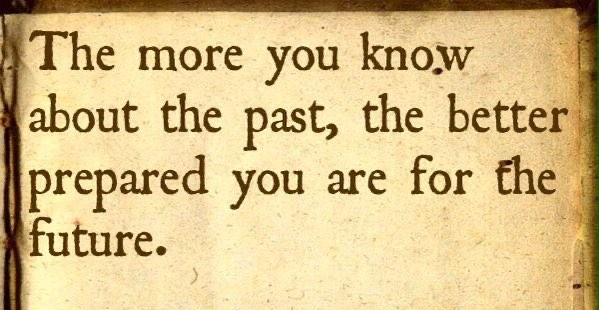 The more you know
about the past, the better
prepared you are for the
future.